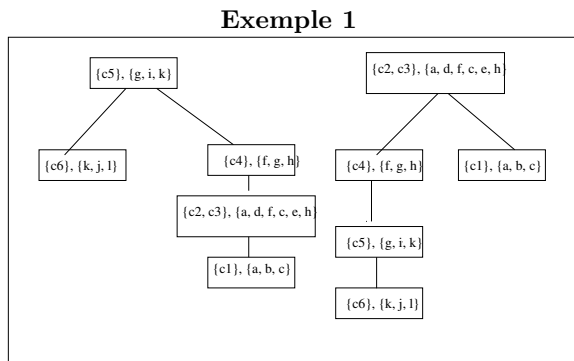 Exemple 1
{c5}, {g, i, k}
{c2, c3}, {a, d, f, c, e, h}
{c6}, {k, j, l}
{c4}, {f, g, h}
{c4}, {f, g, h}
{c1}, {a, b, c}
{c2, c3}, {a, d, f, c, e, h}
{c5}, {g, i, k}
{c1}, {a, b, c}
{c6}, {k, j, l}